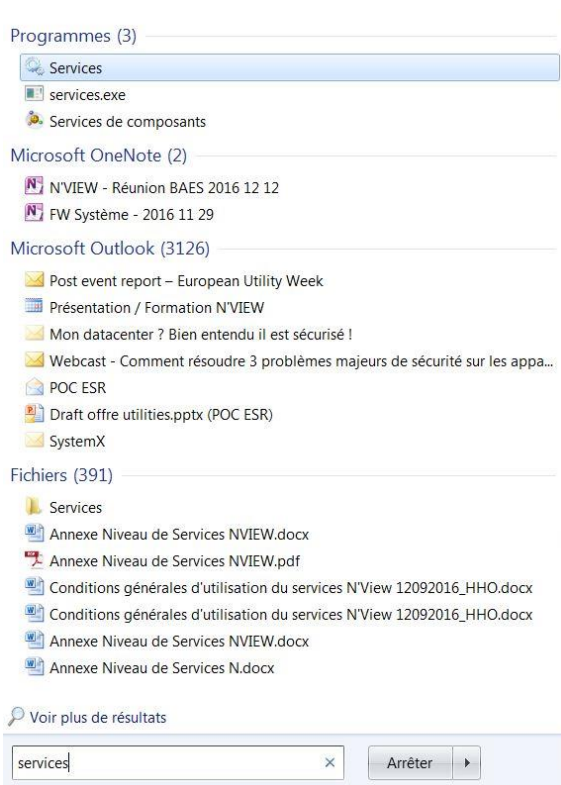 Programmes (3)
Services
services.exe
Services de composants
Microsoft OneNote (2)
N'VIEW - Réunion BAES 2016 12 12
FW Système - 2016 11 29
Microsoft Outlook (3126)
Post event report – European Utility Week
Présentation / Formation N'VIEW
Mon datacenter ? Bien entendu il est sécurisé !
Webcast - Comment résoudre 3 problèmes majeurs de sécurité sur les appa...
POC ESR
Draft offre utilities.pptx (POC ESR)
SystemX
Fichiers (391)
Services
Annexe Niveau de Services NVIEW.docx
Annexe Niveau de Services NVIEW.pdf
Conditions générales d'utilisation du services N'View 12092016_HHO.docx
Conditions générales d'utilisation du services N'View 12092016_HHO.docx
Annexe Niveau de Services NVIEW.docx
Annexe Niveau de Services N.docx
Voir plus de résultats
services
Arrêter